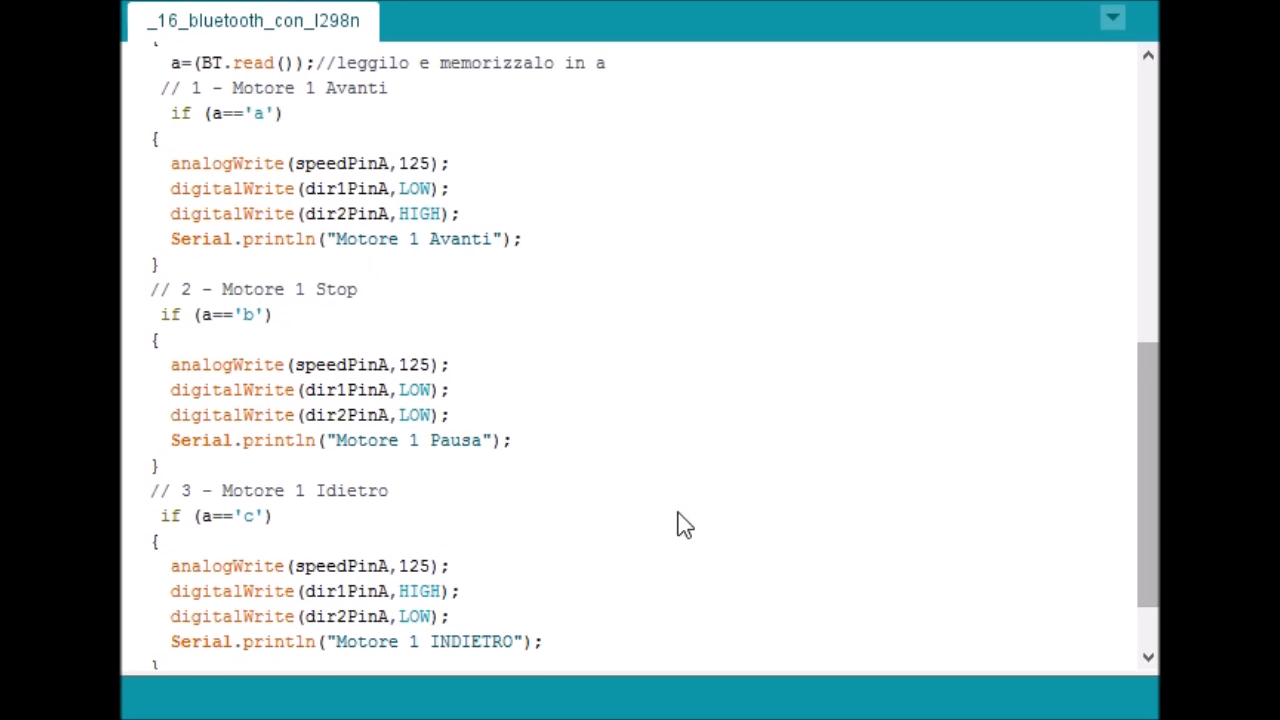 _16_bluetooth_con_l298n
{
a=(BT.read());//leggilo e memorizzalo in a
// 1 - Motore 1 Avanti
if (a=='a')
{
analogWrite(speedPinA,125);
digitalWrite(dir1PinA,LOW);
digitalWrite(dir2PinA,HIGH);
Serial.println("Motore 1 Avanti");
}
// 2 - Motore 1 Stop
if (a=='b')
{
analogWrite(speedPinA,125);
digitalWrite(dir1PinA,LOW);
digitalWrite(dir2PinA,LOW);
Serial.println("Motore 1 Pausa");
}
// 3 - Motore 1 Idietro
if (a=='c')
{
analogWrite(speedPinA,125);
digitalWrite(dir1PinA,HIGH);
digitalWrite(dir2PinA,LOW);
Serial.println("Motore 1 INDIETRO");
}